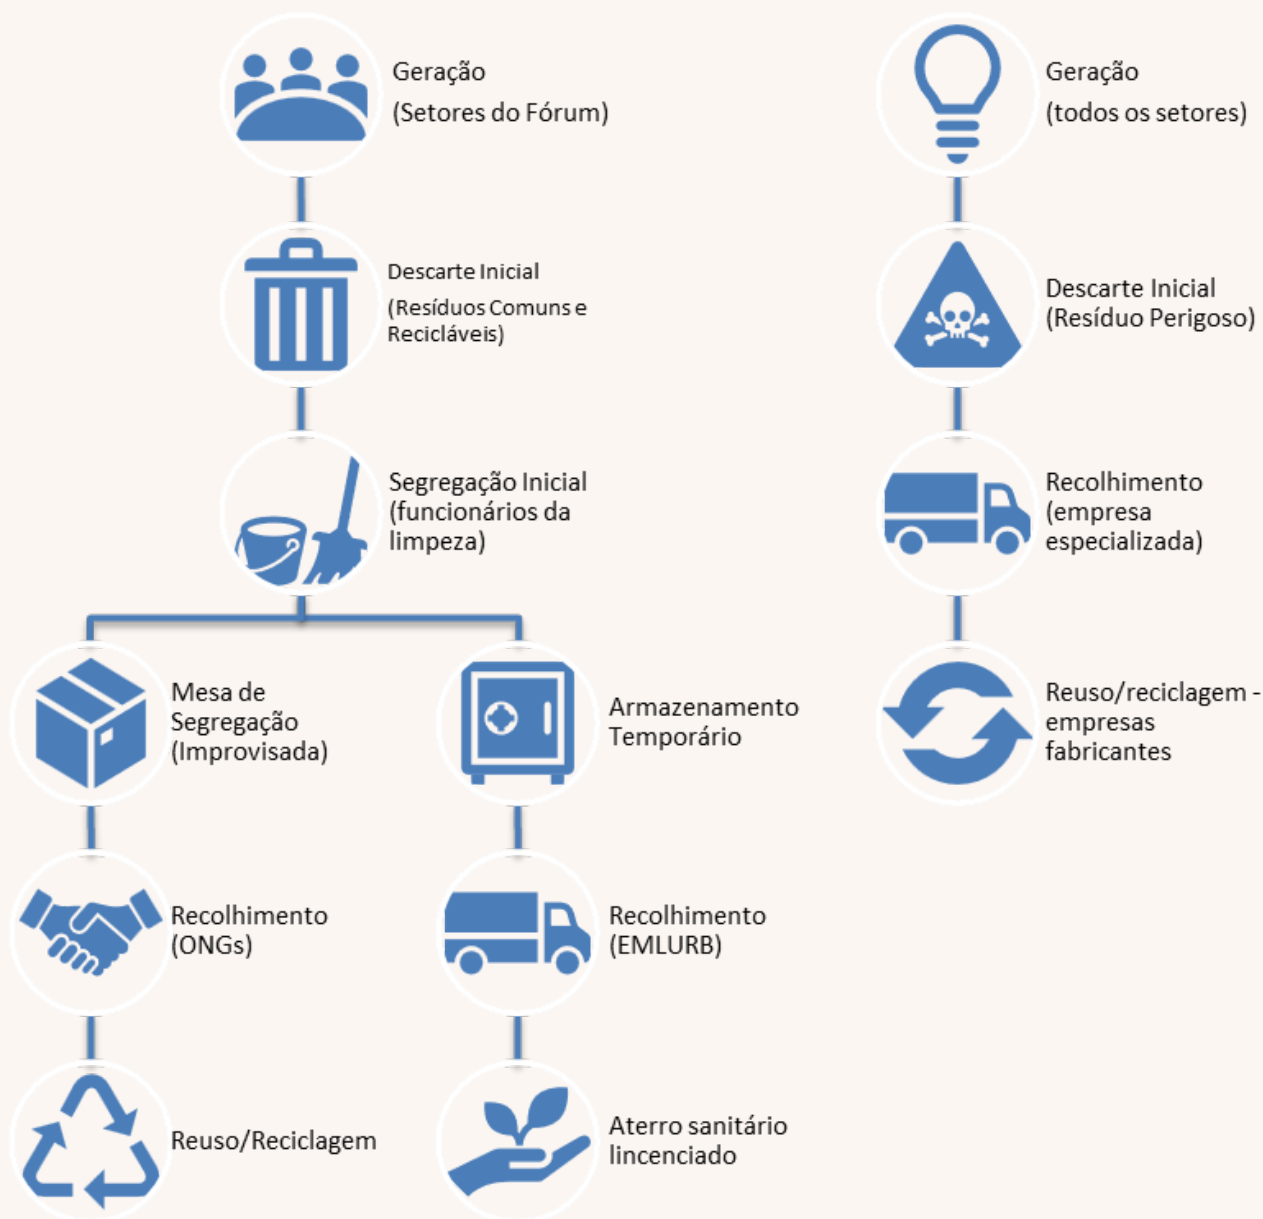 Geração
(Setores do Fórum)
Descarte Inicial
(Resíduos Comuns e
Recicláveis)
Segregação Inicial
(funcionários da
limpeza)
Mesa de
Segregação
(Improvisada)
Armazenamento
Temporário
Recolhimento
(ONGs)
Recolhimento
(EMLURB)
Reuso/Reciclagem
Aterro sanitário
lincenciado
Geração
(todos os setores)
Descarte Inicial
(Resíduo Perigoso)
Recolhimento
(empresa
especializada)
Reuso/reciclagem -
empresas
fabricantes